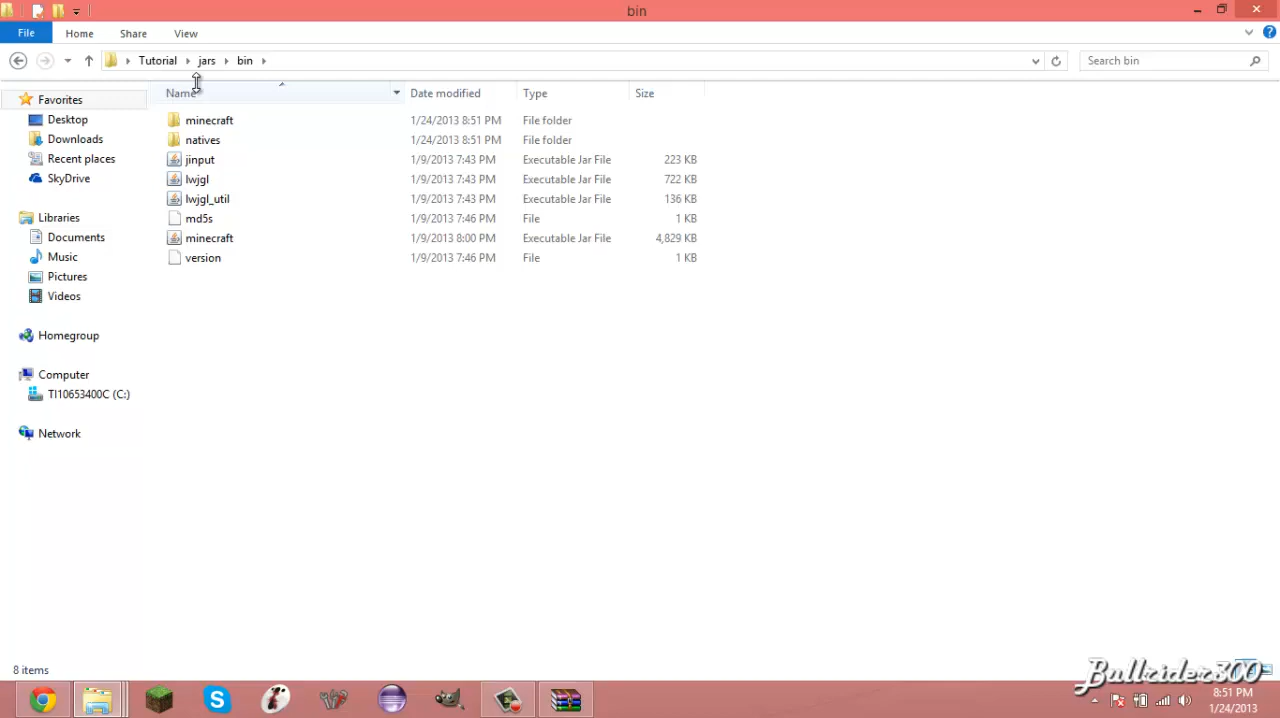 bin
File Home Share View
Tutorial jars bin
Search bin
Name Date modified Type Size
Favorites
Desktop
Downloads
Recent places
SkyDrive
Libraries
Documents
Music
Pictures
Videos
Homegroup
Computer
TI10653400C (C:)
Network
minecraft 1/24/2013 8:51 PM File folder
natives 1/24/2013 8:51 PM File folder
jinput 1/9/2013 7:43 PM Executable Jar File 223 KB
lwjgl 1/9/2013 7:43 PM Executable Jar File 722 KB
lwjgl_util 1/9/2013 7:43 PM Executable Jar File 136 KB
md5s 1/9/2013 7:46 PM File 1 KB
minecraft 1/9/2013 8:00 PM Executable Jar File 4,829 KB
version 1/9/2013 7:46 PM File 1 KB
8 items
Bullrider300
8:51 PM
1/24/2013